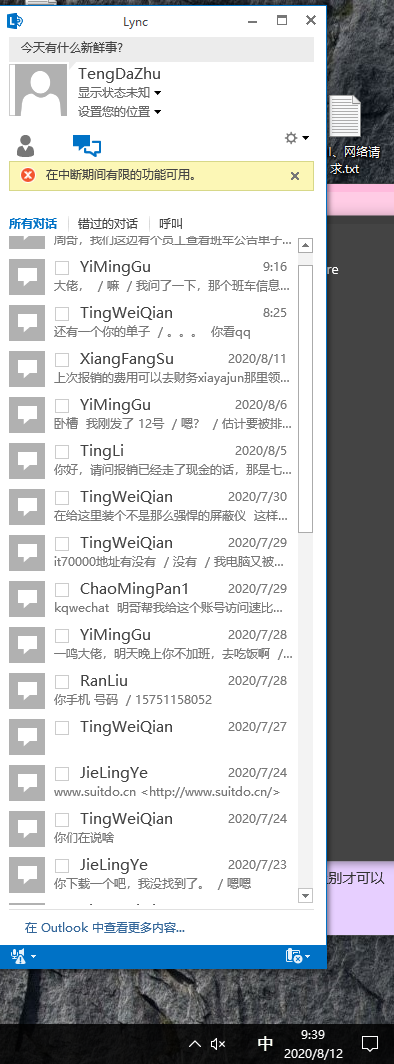 Lync
今天有什么新鲜事?
TengDaZhu
显示状态未知
设置您的位置
在中断期间有限的功能可用。
所有对话 错过的对话 呼叫
周哥，我们这边有个员工查看班车公告单子...
YiMingGu 9:16
大佬， / 嘛 / 我问了一下，那个班车信息...
TingWeiQian 8:25
还有一个你的单子 / 。。。 你看qq
XiangFangSu 2020/8/11
上次报销的费用可以去财务xiayajun那里领...
YiMingGu 2020/8/6
卧槽 我刚发了 12号 / 嗯? / 估计要被排...
TingLi 2020/8/5
你好，请问报销已经走了现金的话，那是七...
TingWeiQian 2020/7/30
在给这里装个不是那么强悍的屏蔽仪 这样...
TingWeiQian 2020/7/29
it70000地址有没有 / 没有 / 我电脑又被...
ChaoMingPan1 2020/7/29
kqwechat 明哥帮我给这个账号访问速比...
YiMingGu 2020/7/28
一鸣大佬，明天晚上你不加班，去吃饭啊 /...
RanLiu 2020/7/28
你手机 号码 / 15751158052
TingWeiQian 2020/7/27
JieLingYe 2020/7/24
www.suitdo.cn <http://www.suitdo.cn/>
TingWeiQian 2020/7/24
你们在说啥
JieLingYe 2020/7/23
你下载一个吧，我没找到了。 / 嗯嗯
在 Outlook 中查看更多内容...
、网络请
求.txt
re
别才可以
中
9:39
2020/8/12